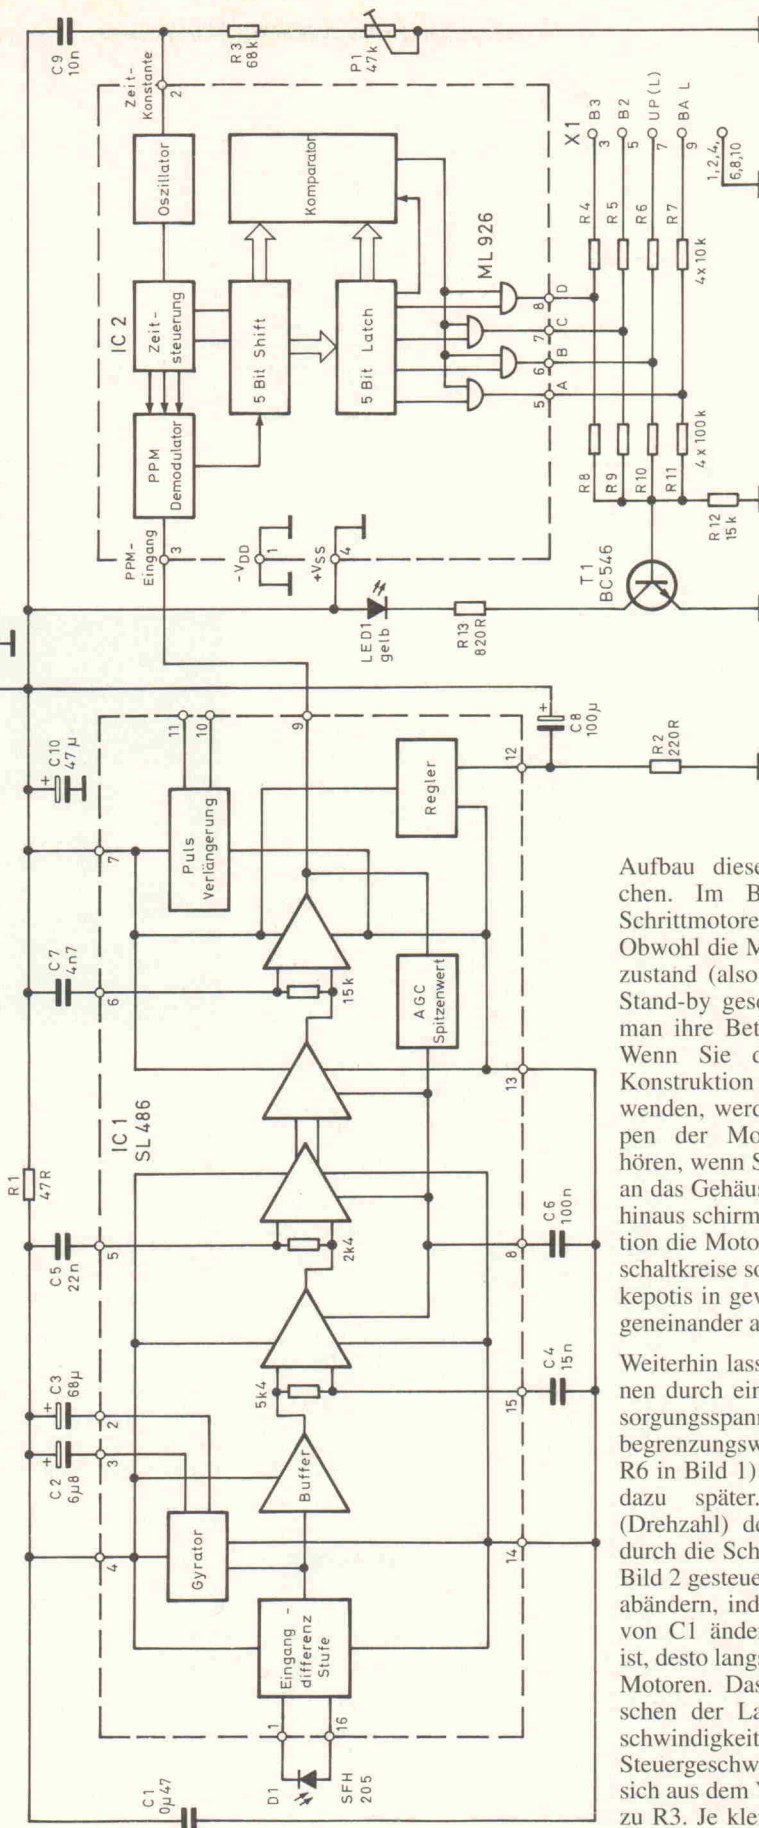 C9
10n
R3
68k
P1
47k
Zeit-
Konstante
2
Oszillator
Komparator
IC 2
Zeit-
steuerung
5 Bit Shift
5 Bit Latch
ML 926
PPM
Demodulator
PPM-
Eingang
3
-VDD
1
+VSS
4
8
D
7
C
6
B
5
A
X1
B3
3
B2
5
UP(L)
7
BA L
9
1,2,4,
6,8,10
R4
R5
R6
R7
4x10k
R8
R9
R10
R11
4x100k
R12
15k
T1
BC546
LED1
gelb
R13
820R
C10
47µ
+
11
10
9
12
C8
100µ
+
R2
220R
7
Puls
Verlängerung
Regler
C7
4n7
6
15k
AGC
Spitzenwert
13
IC 1
SL486
R1
47R
C5
22n
5
2k4
8
C6
100n
C3
68µ
+
2
C2
6µ8
+
3
5k4
15
C4
15n
Buffer
4
Gyrator
14
Eingang -
differenz
Stufe
1
16
D1
SFH
205
C1
0µ47
Aufbau diese
chen. Im B
Schrittmotore
Obwohl die M
zustand (also
Stand-by gese
man ihre Bet
Wenn Sie d
Konstruktion
wenden, werd
pen der Mo
hören, wenn S
an das Gehäus
hinaus schirm
tion die Motor
schaltkreise so
kepotis in gew
geneinander a
Weiterhin lass
nen durch ein
sorgungsspann
begrenzungsw
R6 in Bild 1)
dazu später.
(Drehzahl) de
durch die Sch
Bild 2 gesteue
abändern, ind
von C1 änder
ist, desto langs
Motoren. Das
schen der La
schwindigkeit
Steuergeschw
sich aus dem V
zu R3. Je klei